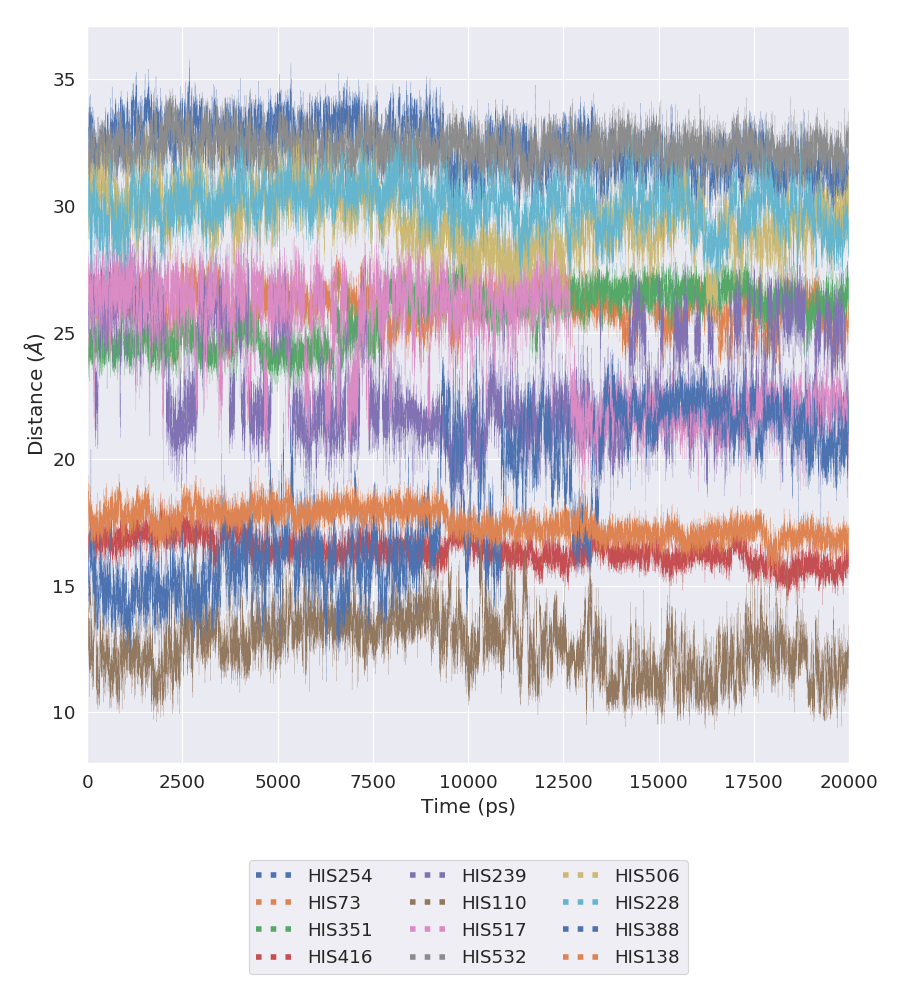 35
30
25
20
15
10
Distance (Å)
0 2500 5000 7500 10000 12500 15000 17500 20000
Time (ps)
HIS254 HIS239 HIS506
HIS73 HIS110 HIS228
HIS351 HIS517 HIS388
HIS416 HIS532 HIS138